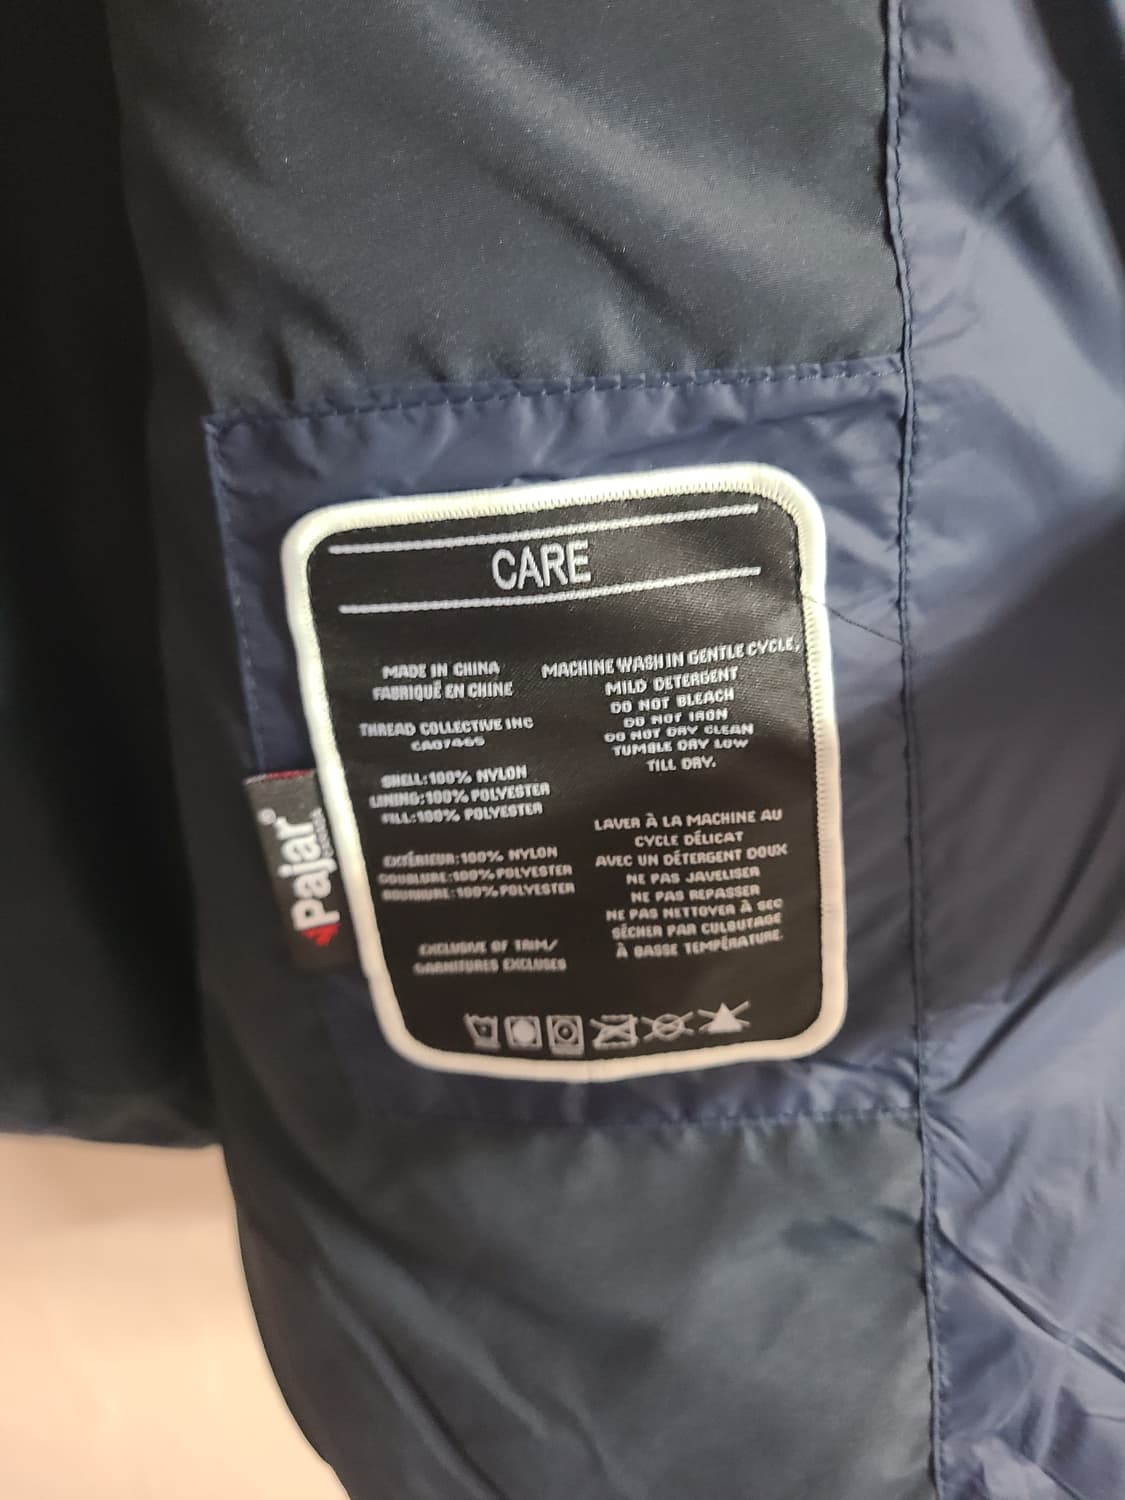 CARE
MADE IN CHINA
FABRIQUÉ EN CHINE
THREAD COLLECTIVE INC
CA07465
SHELL:100% NYLON
LINING:100% POLYESTER
FILL:100% POLYESTER
EXTÉRIEUR:100% NYLON
DOUBLURE:100% POLYESTER
BOURRURE:100% POLYESTER
EXCLUSIVE OF TRIM/
GARNITURES EXCLUSES
MACHINE WASH IN GENTLE CYCLE,
MILD DETERGENT
DO NOT BLEACH
DO NOT IRON
DO NOT DRY CLEAN
TUMBLE DRY LOW
TILL DRY.
LAVER À LA MACHINE AU
CYCLE DÉLICAT
AVEC UN DÉTERGENT DOUX
NE PAS JAVELISER
NE PAS REPASSER
NE PAS NETTOYER À SEC
SÉCHER PAR CULBUTAGE
À BASSE TEMPÉRATURE.
Pajar®